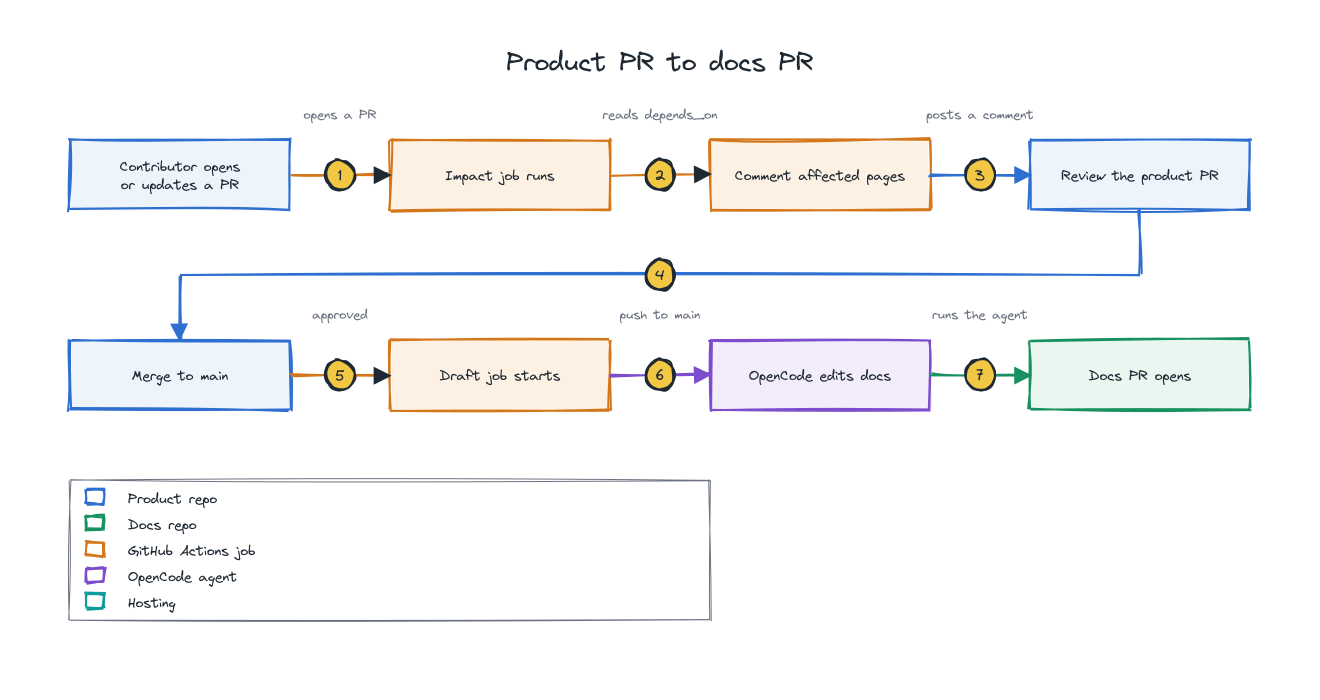 Product PR to docs PR
opens a PR
reads depends_on
posts a comment
Contributor opens
or updates a PR
1
Impact job runs
2
Comment affected pages
3
Review the product PR
4
approved
push to main
runs the agent
Merge to main
5
Draft job starts
6
OpenCode edits docs
7
Docs PR opens
Product repo
Docs repo
GitHub Actions job
OpenCode agent
Hosting